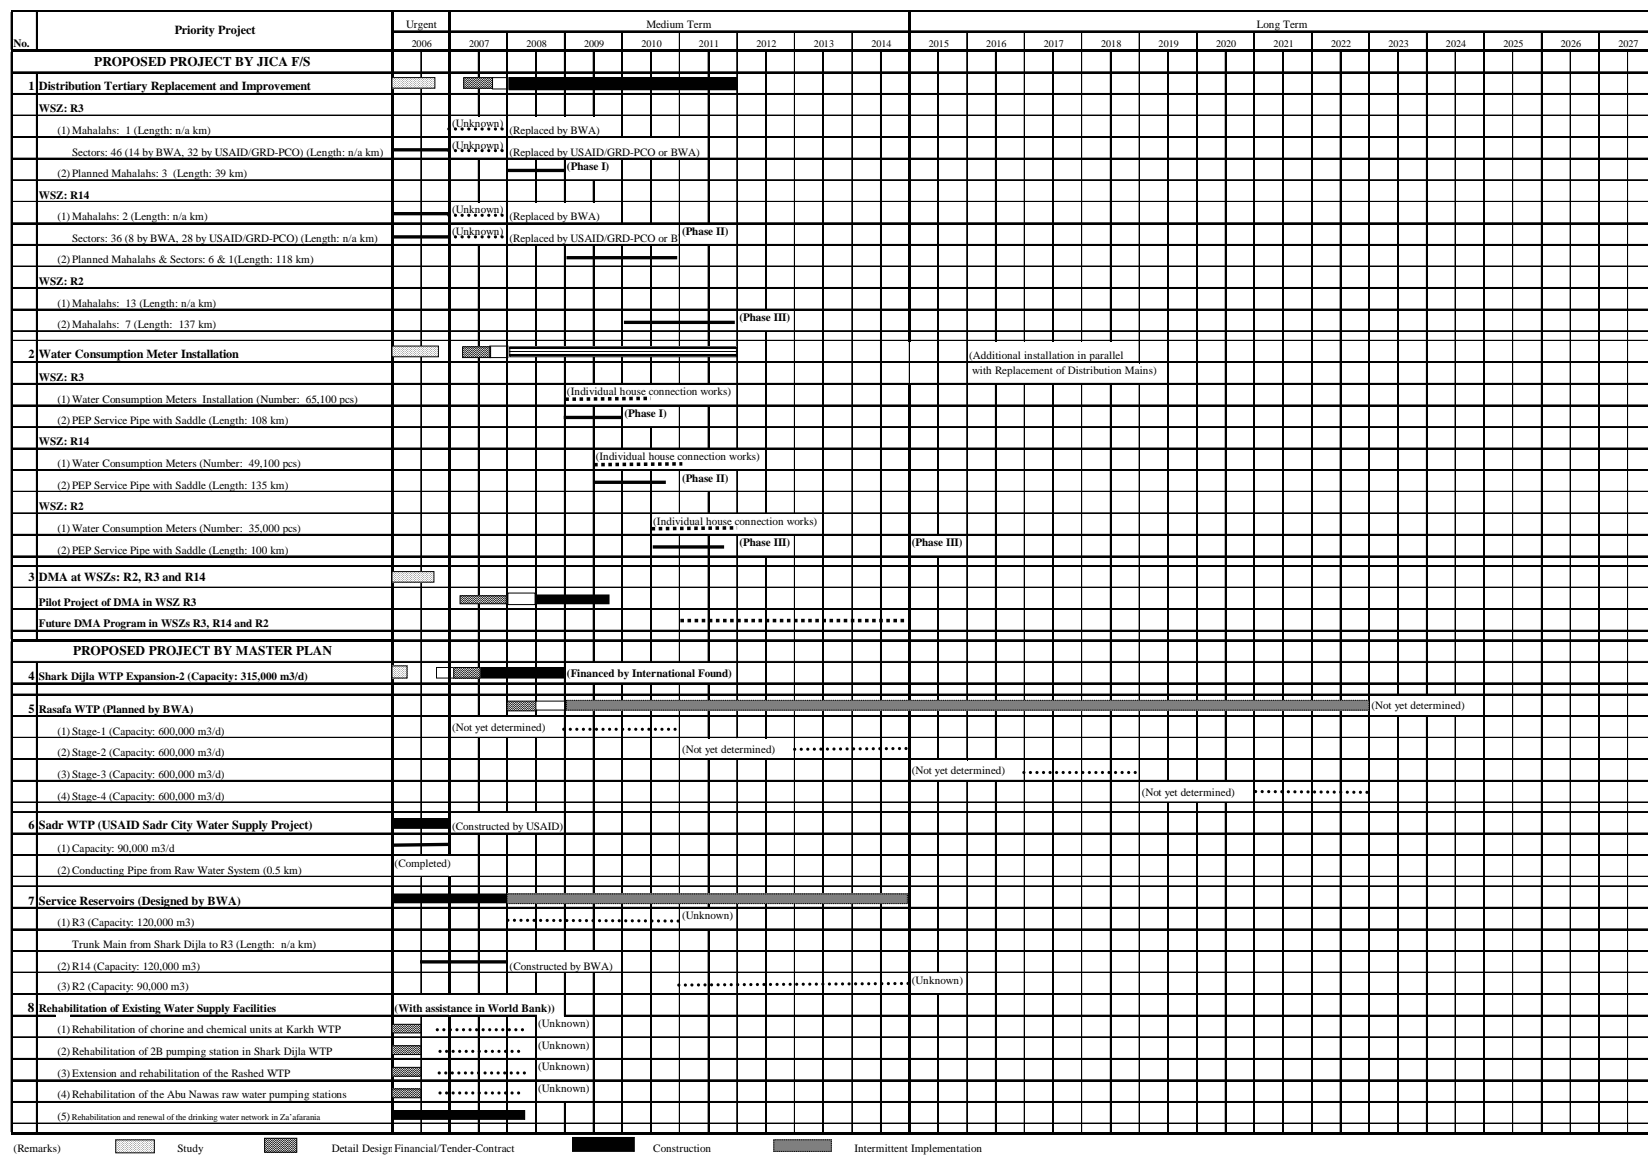 No. Priority Project Urgent Medium Term Long Term
2006 2007 2008 2009 2010 2011 2012 2013 2014 2015 2016 2017 2018 2019 2020 2021 2022 2023 2024 2025 2026 2027
PROPOSED PROJECT BY JICA F/S
1 Distribution Tertiary Replacement and Improvement
WSZ: R3
(1) Mahalahs: 1 (Length: n/a km) (Unknown) (Replaced by BWA)
Sectors: 46 (14 by BWA, 32 by USAID/GRD-PCO) (Length: n/a km) (Unknown) (Replaced by USAID/GRD-PCO or BWA)
(2) Planned Mahalahs: 3 (Length: 39 km) (Phase I)
WSZ: R14
(1) Mahalahs: 2 (Length: n/a km) (Unknown) (Replaced by BWA)
Sectors: 36 (8 by BWA, 28 by USAID/GRD-PCO) (Length: n/a km) (Unknown) (Replaced by USAID/GRD-PCO or B (Phase II)
(2) Planned Mahalahs & Sectors: 6 & 1(Length: 118 km)
WSZ: R2
(1) Mahalahs: 13 (Length: n/a km)
(2) Mahalahs: 7 (Length: 137 km) (Phase III)
2 Water Consumption Meter Installation (Additional installation in parallel
with Replacement of Distribution Mains)
WSZ: R3
(1) Water Consumption Meters Installation (Number: 65,100 pcs) (Individual house connection works)
(2) PEP Service Pipe with Saddle (Length: 108 km) (Phase I)
WSZ: R14
(1) Water Consumption Meters (Number: 49,100 pcs) (Individual house connection works)
(2) PEP Service Pipe with Saddle (Length: 135 km) (Phase II)
WSZ: R2
(1) Water Consumption Meters (Number: 35,000 pcs) (Individual house connection works)
(2) PEP Service Pipe with Saddle (Length: 100 km) (Phase III) (Phase III)
3 DMA at WSZs: R2, R3 and R14
Pilot Project of DMA in WSZ R3
Future DMA Program in WSZs R3, R14 and R2
PROPOSED PROJECT BY MASTER PLAN
4 Shark Dijla WTP Expansion-2 (Capacity: 315,000 m3/d) (Financed by International Found)
5 Rasafa WTP (Planned by BWA) (Not yet determined)
(1) Stage-1 (Capacity: 600,000 m3/d) (Not yet determined)
(2) Stage-2 (Capacity: 600,000 m3/d) (Not yet determined)
(3) Stage-3 (Capacity: 600,000 m3/d) (Not yet determined)
(4) Stage-4 (Capacity: 600,000 m3/d) (Not yet determined)
6 Sadr WTP (USAID Sadr City Water Supply Project) (Constructed by USAID)
(1) Capacity: 90,000 m3/d
(2) Conducting Pipe from Raw Water System (0.5 km) (Completed)
7 Service Reservoirs (Designed by BWA)
(1) R3 (Capacity: 120,000 m3) (Unknown)
Trunk Main from Shark Dijla to R3 (Length: n/a km)
(2) R14 (Capacity: 120,000 m3) (Constructed by BWA)
(3) R2 (Capacity: 90,000 m3) (Unknown)
8 Rehabilitation of Existing Water Supply Facilities (With assistance in World Bank))
(1) Rehabilitation of chorine and chemical units at Karkh WTP (Unknown)
(2) Rehabilitation of 2B pumping station in Shark Dijla WTP (Unknown)
(3) Extension and rehabilitation of the Rashed WTP (Unknown)
(4) Rehabilitation of the Abu Nawas raw water pumping stations (Unknown)
(5) Rehabilitation and renewal of the drinking water network in Za'afarania
(Remarks) Study Detail Design Financial/Tender-Contract Construction Intermittent Implementation